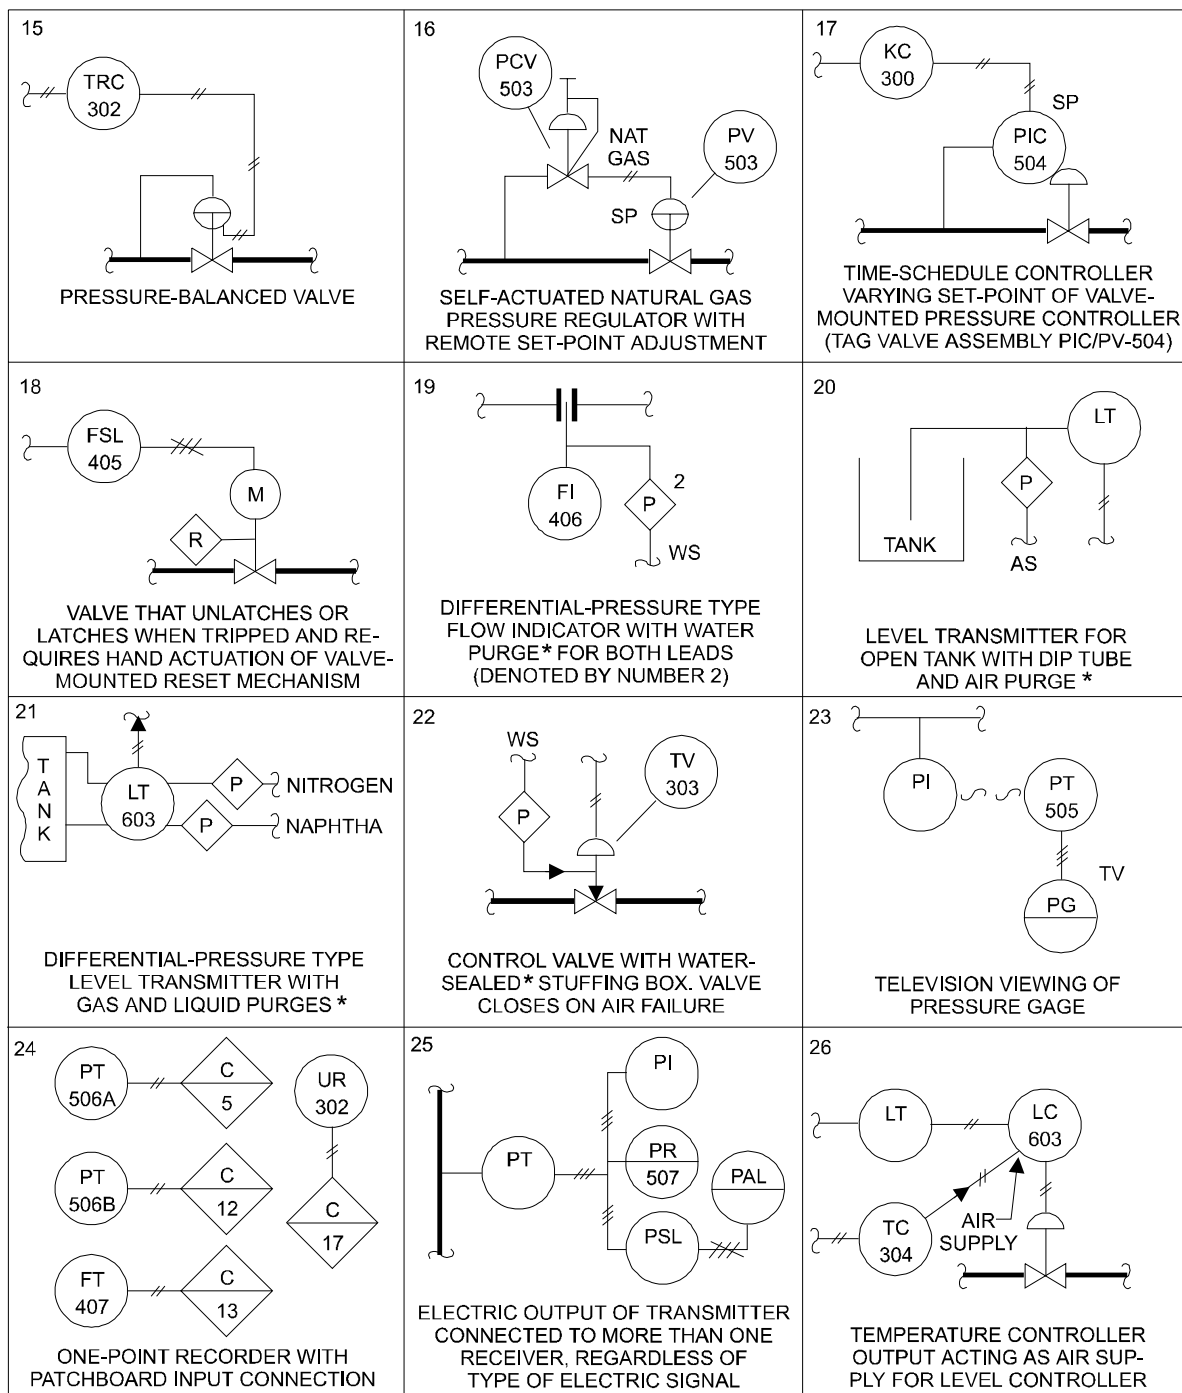 15
TRC
302
PRESSURE-BALANCED VALVE
16
PCV
503
NAT
GAS
PV
503
SP
SELF-ACTUATED NATURAL GAS
PRESSURE REGULATOR WITH
REMOTE SET-POINT ADJUSTMENT
17
KC
300
SP
PIC
504
TIME-SCHEDULE CONTROLLER
VARYING SET-POINT OF VALVE-
MOUNTED PRESSURE CONTROLLER
(TAG VALVE ASSEMBLY PIC/PV-504)
18
FSL
405
M
R
VALVE THAT UNLATCHES OR
LATCHES WHEN TRIPPED AND RE-
QUIRES HAND ACTUATION OF VALVE-
MOUNTED RESET MECHANISM
19
FI
406
2
P
WS
DIFFERENTIAL-PRESSURE TYPE
FLOW INDICATOR WITH WATER
PURGE * FOR BOTH LEADS
(DENOTED BY NUMBER 2)
20
LT
P
TANK
AS
LEVEL TRANSMITTER FOR
OPEN TANK WITH DIP TUBE
AND AIR PURGE *
21
TANK
LT
603
P
NITROGEN
P
NAPHTHA
DIFFERENTIAL-PRESSURE TYPE
LEVEL TRANSMITTER WITH
GAS AND LIQUID PURGES *
22
WS
P
TV
303
CONTROL VALVE WITH WATER-
SEALED * STUFFING BOX. VALVE
CLOSES ON AIR FAILURE
23
PI
PT
505
TV
PG
TELEVISION VIEWING OF
PRESSURE GAGE
24
PT
506A
C
5
UR
302
PT
506B
C
12
C
17
FT
407
C
13
ONE-POINT RECORDER WITH
PATCHBOARD INPUT CONNECTION
25
PI
PT
PR
507
PAL
PSL
ELECTRIC OUTPUT OF TRANSMITTER
CONNECTED TO MORE THAN ONE
RECEIVER, REGARDLESS OF
TYPE OF ELECTRIC SIGNAL
26
LT
LC
603
TC
304
AIR
SUPPLY
TEMPERATURE CONTROLLER
OUTPUT ACTING AS AIR SUP-
PLY FOR LEVEL CONTROLLER